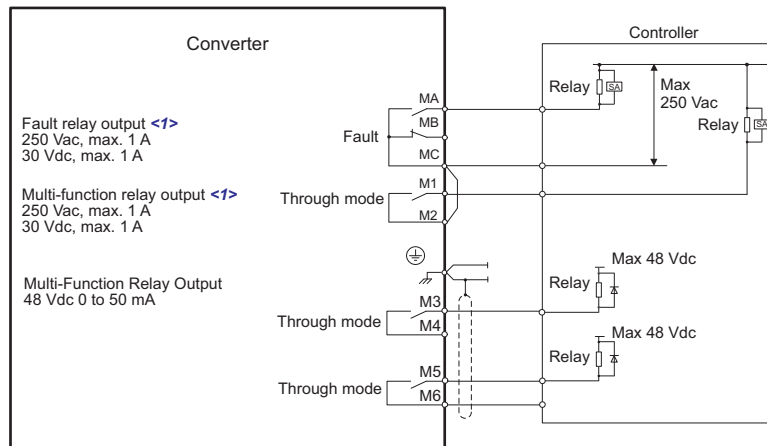 Converter
Controller
Fault relay output <1>
250 Vac, max. 1 A
30 Vdc, max. 1 A
Multi-function relay output <1>
250 Vac, max. 1 A
30 Vdc, max. 1 A
Multi-Function Relay Output
48 Vdc 0 to 50 mA
Fault
MA
MB
MC
Through mode
M1
M2
Through mode
M3
M4
Through mode
M5
M6
Relay
SA
Max
250 Vac
Relay
SA
Max 48 Vdc
Relay
Max 48 Vdc
Relay